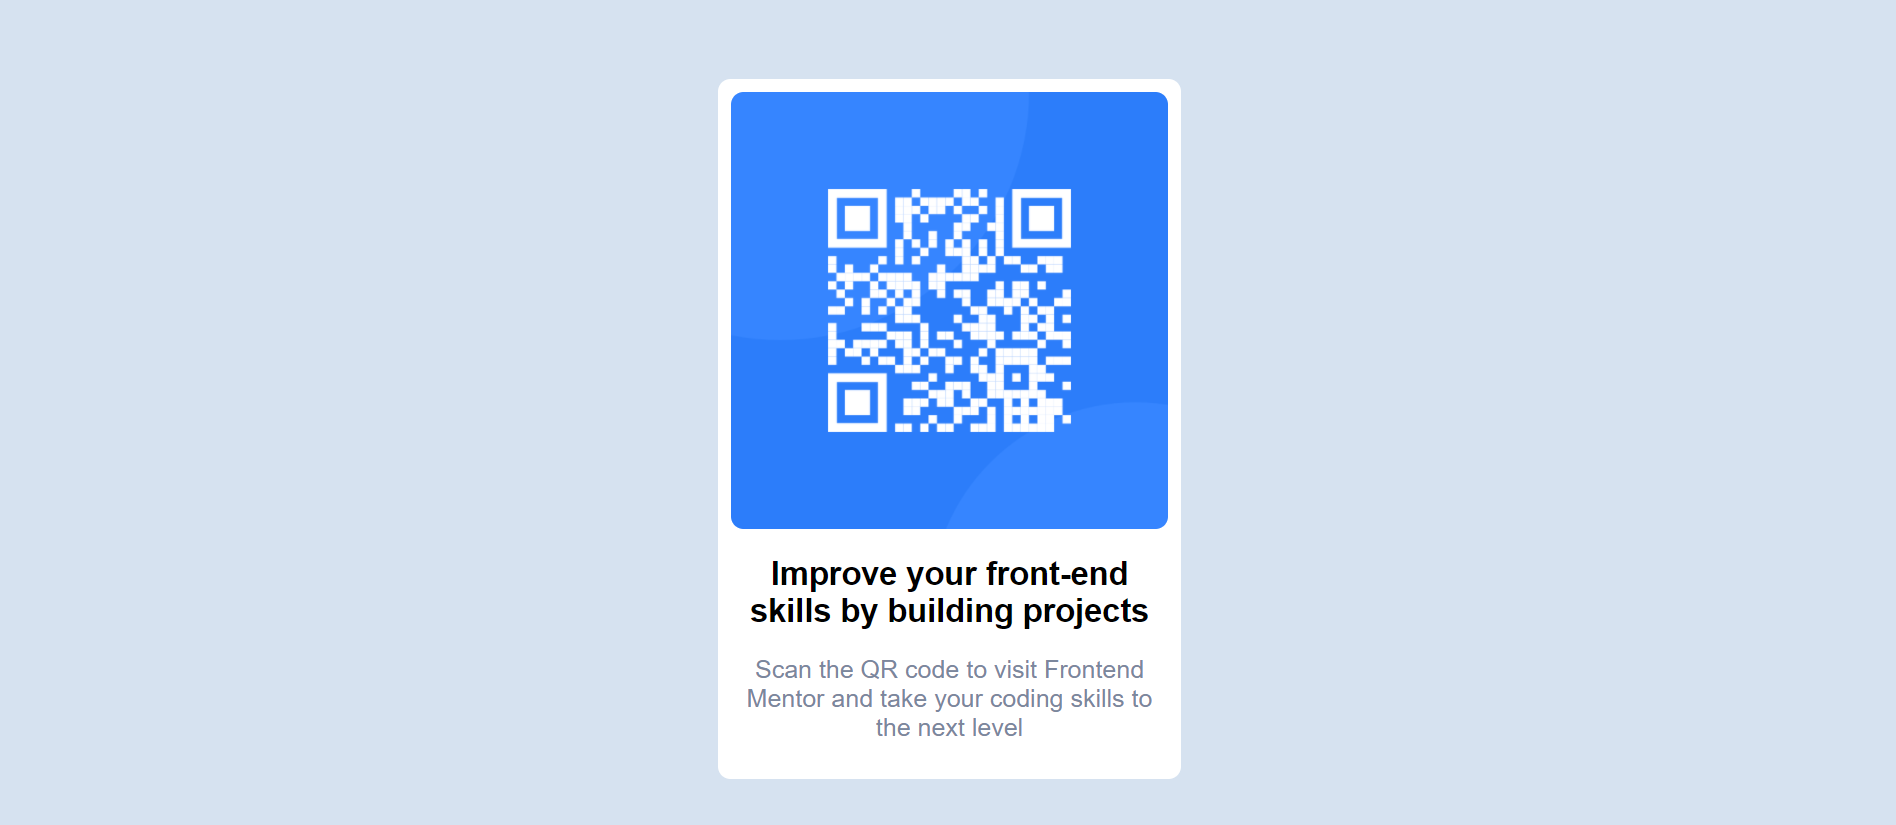 Improve your front-end
skills by building projects
Scan the QR code to visit Frontend
Mentor and take your coding skills to
the next level